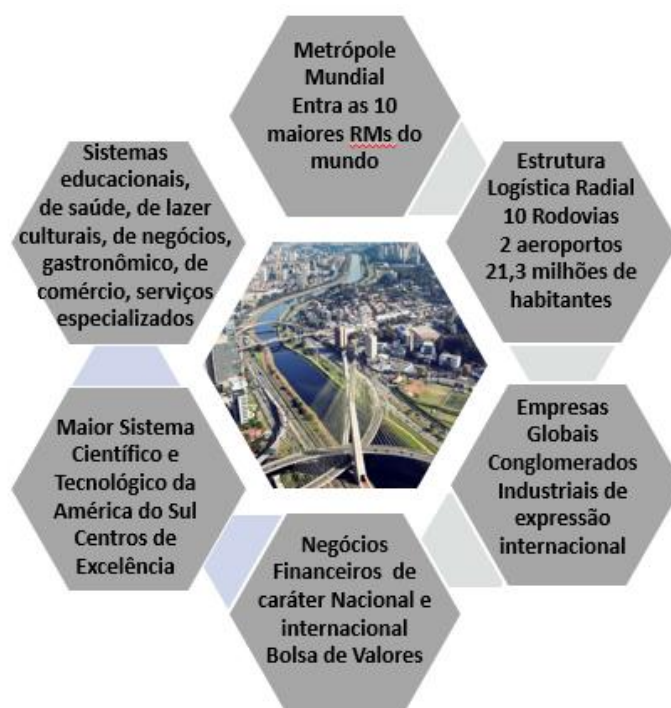 Metrópole
Mundial
Entra as 10
maiores RMs do
mundo
Estrutura
Logística Radial
10 Rodovias
2 aeroportos
21,3 milhões de
habitantes
Empresas
Globais
Conglomerados
Industriais de
expressão
internacional
Negócios
Financeiros de
caráter Nacional e
internacional
Bolsa de Valores
Maior Sistema
Científico e
Tecnológico da
América do Sul
Centros de
Excelência
Sistemas
educacionais,
de saúde, de lazer
culturais, de negócios,
gastronômico, de
comércio, serviços
especializados